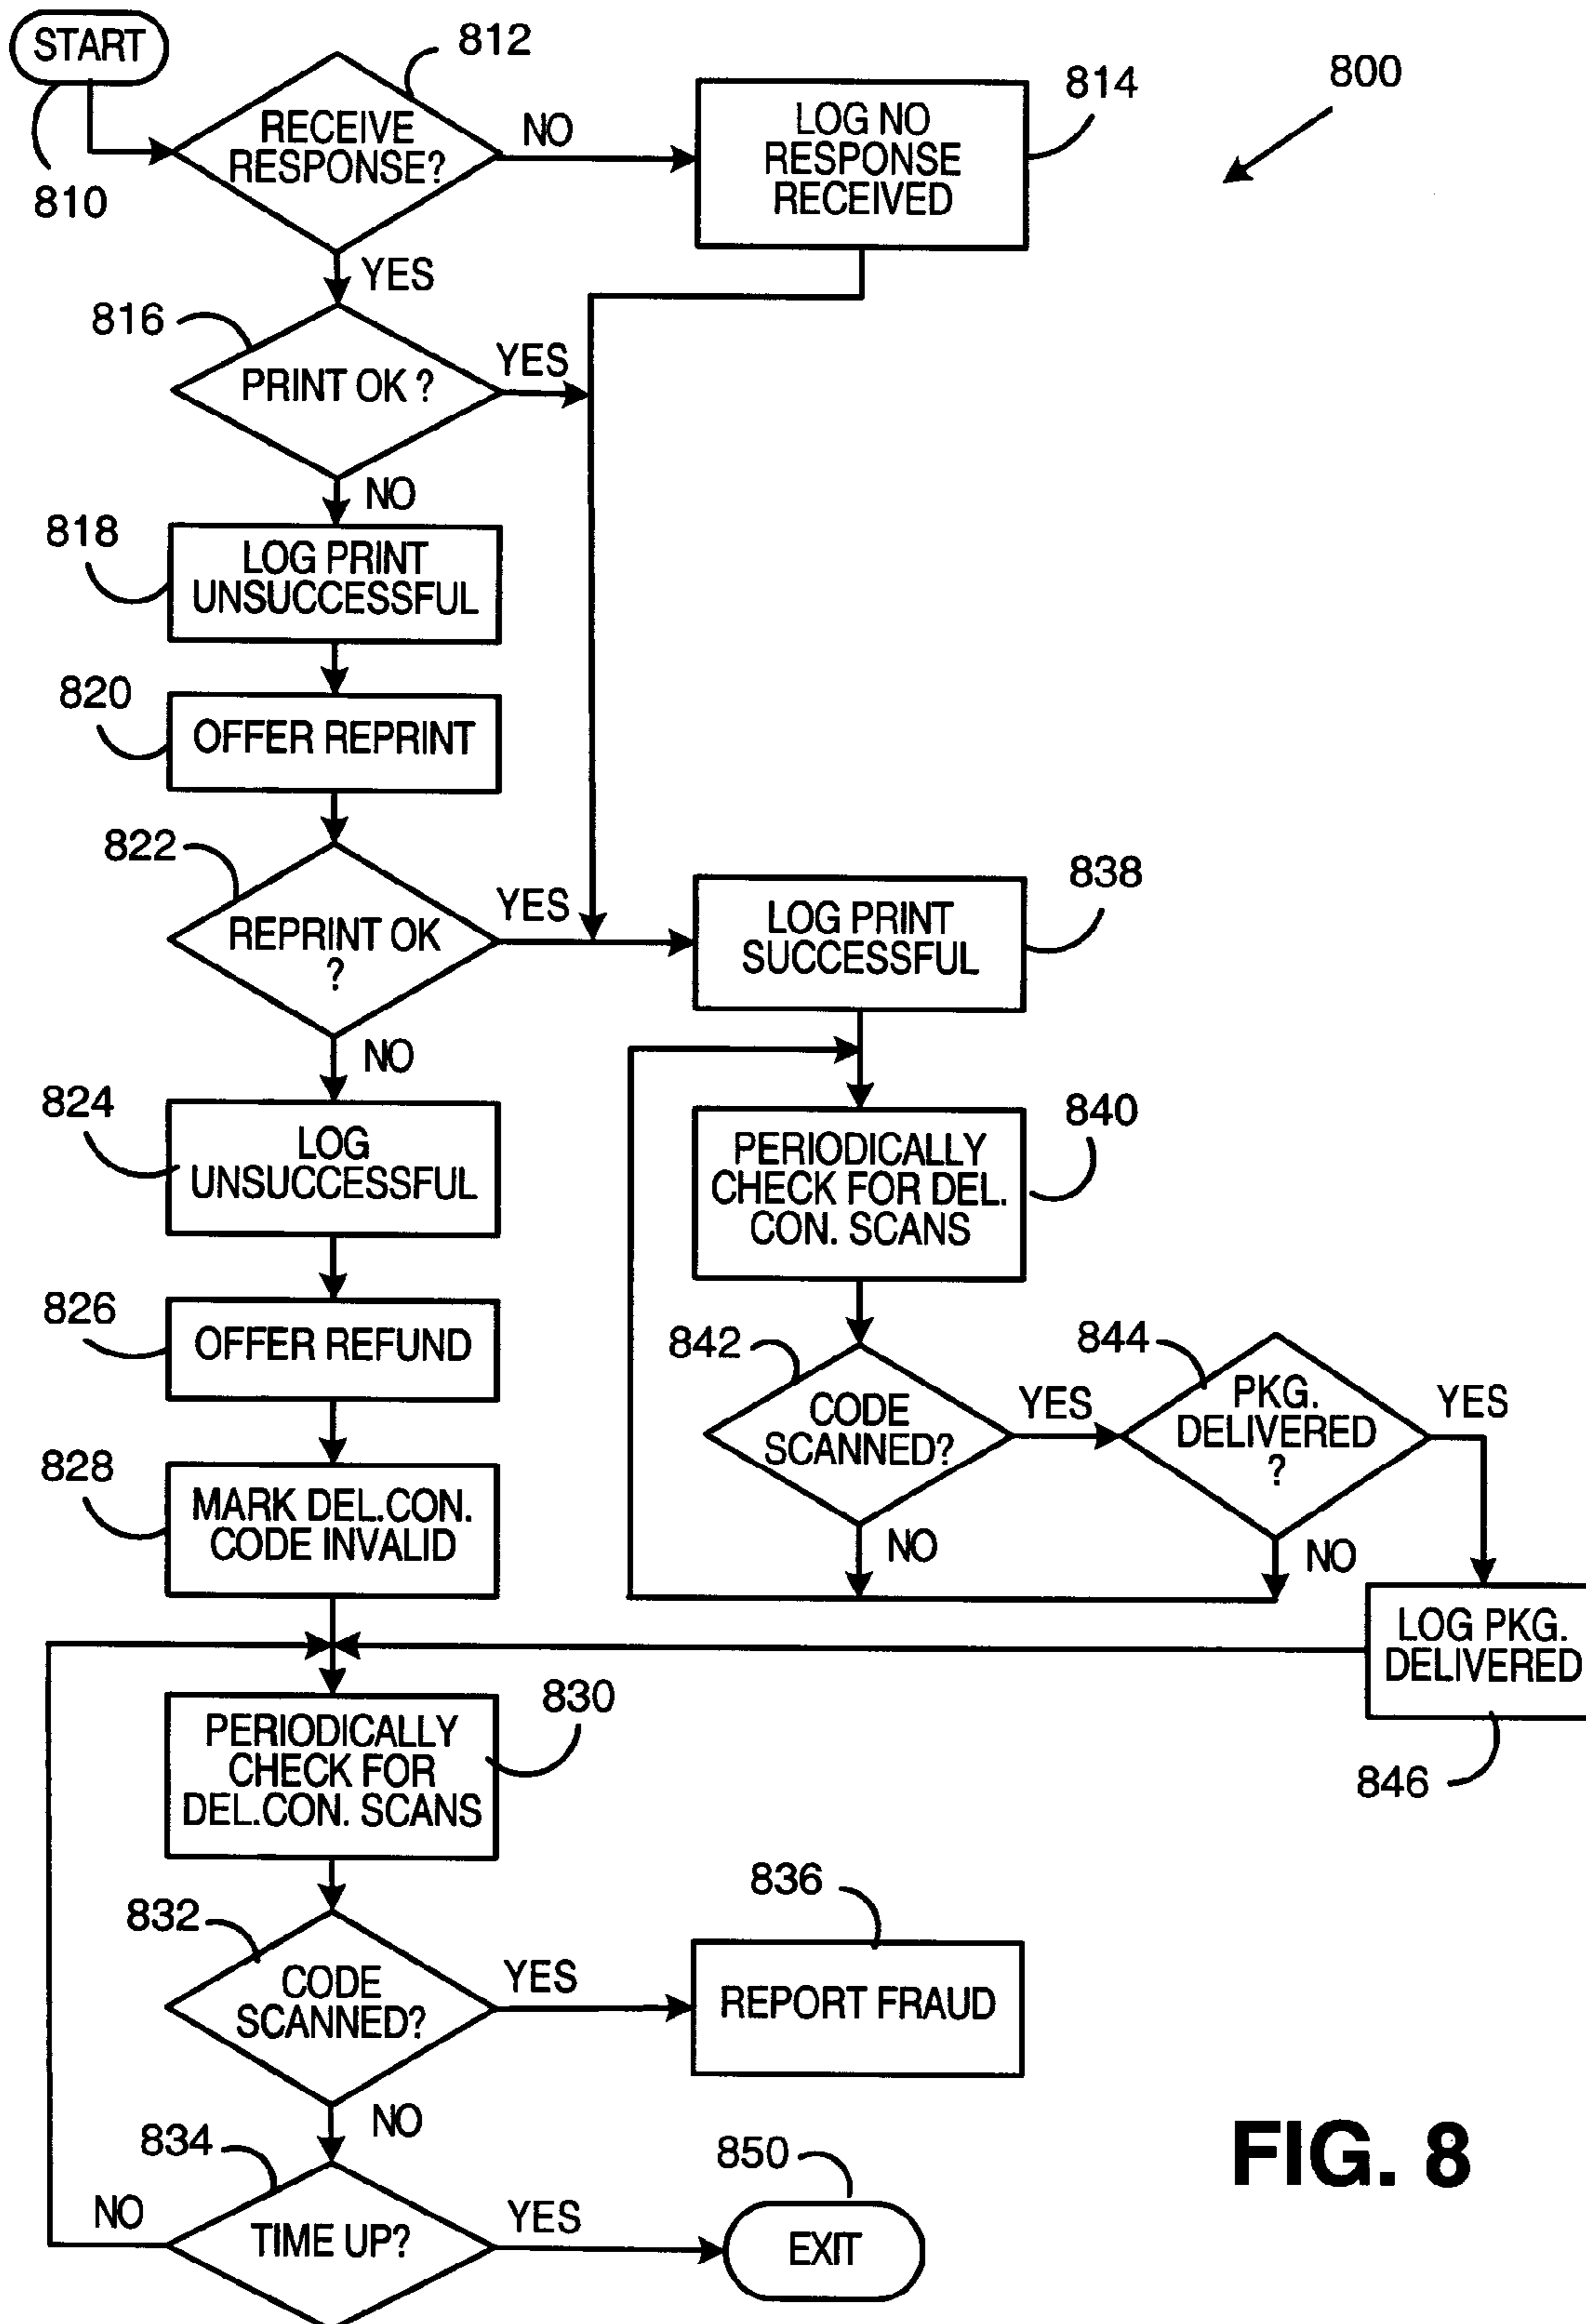 START
810
812
RECEIVE
RESPONSE?
NO
LOG NO
RESPONSE
RECEIVED
814
800
YES
816
PRINT OK ?
YES
NO
818
LOG PRINT
UNSUCCESSFUL
820
OFFER REPRINT
822
REPRINT OK
?
YES
LOG PRINT
SUCCESSFUL
838
NO
824
LOG
UNSUCCESSFUL
840
PERIODICALLY
CHECK FOR DEL.
CON. SCANS
826
OFFER REFUND
842
CODE
SCANNED?
YES
844
PKG.
DELIVERED
?
YES
NO
NO
828
MARK DEL.CON.
CODE INVALID
LOG PKG.
DELIVERED
846
830
PERIODICALLY
CHECK FOR
DEL.CON. SCANS
832
CODE
SCANNED?
YES
836
REPORT FRAUD
NO
834
TIME UP?
NO
YES
850
EXIT
FIG. 8